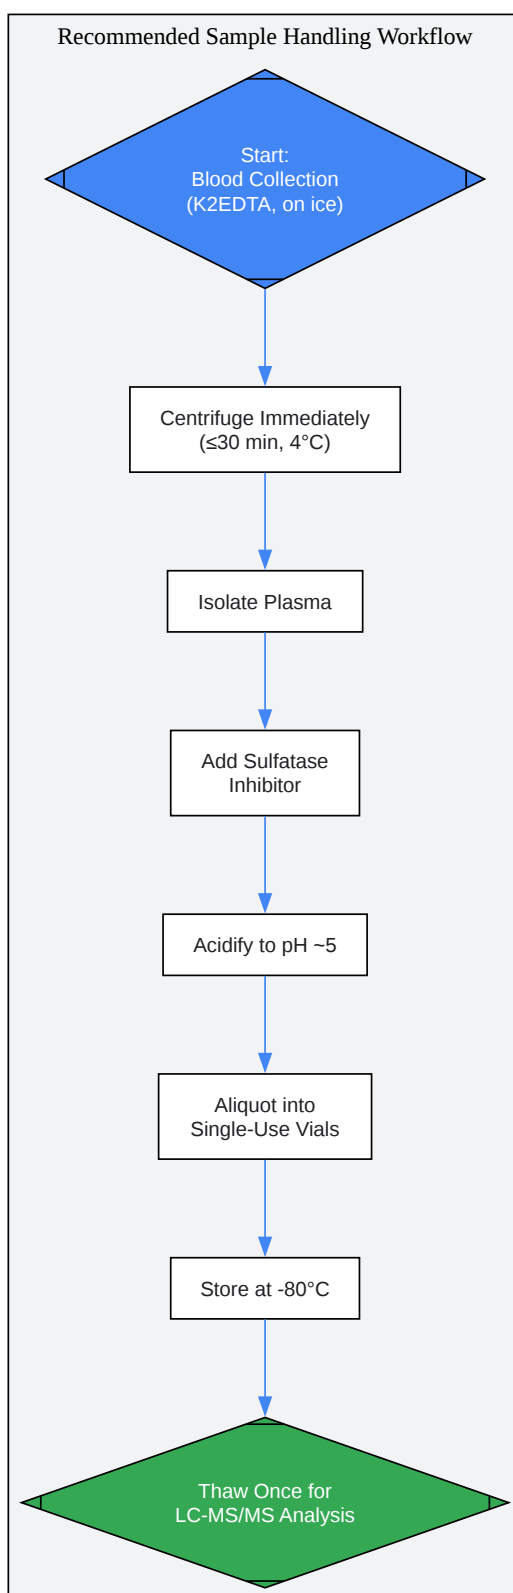 Recommended Sample Handling Workflow
Start:
Blood Collection
(K2EDTA, on ice)
Centrifuge Immediately
(≤30 min, 4°C)
Isolate Plasma
Add Sulfatase
Inhibitor
Acidify to pH ~5
Aliquot into
Single-Use Vials
Store at -80°C
Thaw Once for
LC-MS/MS Analysis